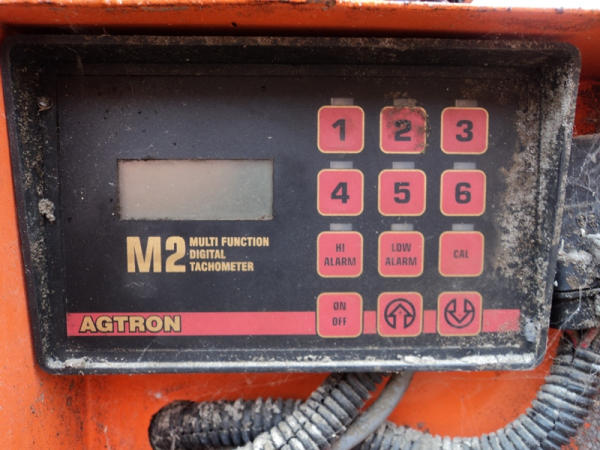 1 2 3
4 5 6
M2 MULTI FUNCTION
DIGITAL
TACHOMETER
HI
ALARM
LOW
ALARM
CAL
AGTRON
ON
OFF